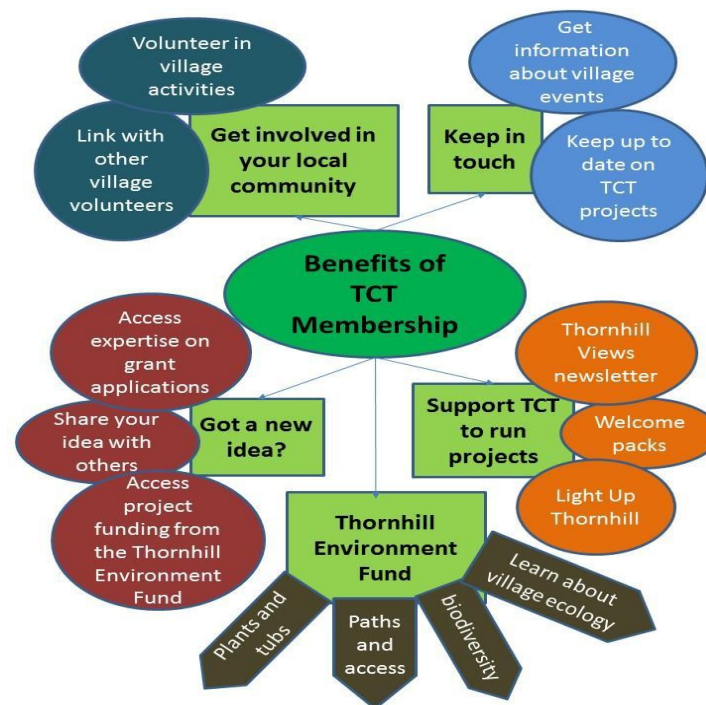 Volunteer in
village
activities
Link with
other
village
volunteers
Get involved in
your local
community
Keep in
touch
Get
information
about village
events
Keep up to
date on
TCT
projects
Benefits of
TCT
Membership
Access
expertise on
grant
applications
Share your
idea with
others
Access
project
funding from
the Thornhill
Environment
Fund
Got a new
idea?
Support TCT
to run
projects
Thornhill
Views
newsletter
Welcome
packs
Light Up
Thornhill
Thornhill
Environment
Fund
Plants and
tubs
Paths and
access
biodiversity
Learn about
village ecology